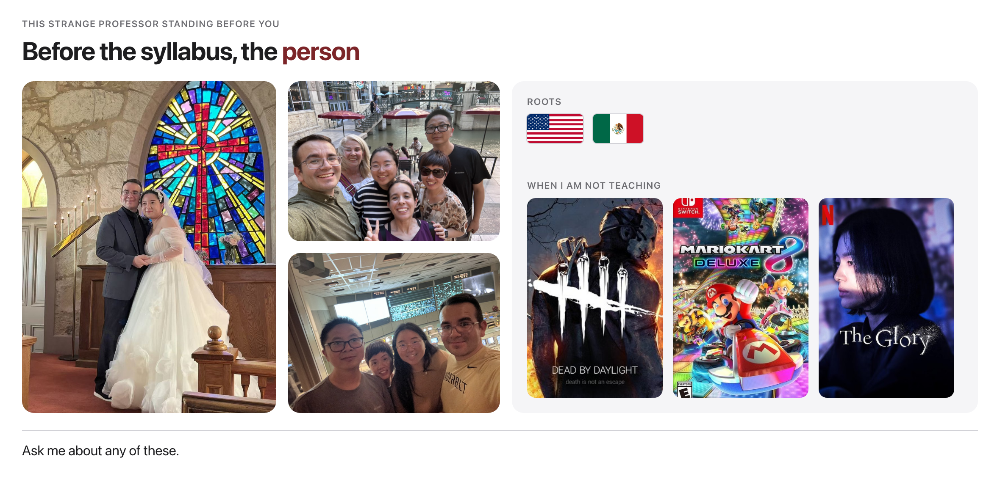 THIS STRANGE PROFESSOR STANDING BEFORE YOU
Before the syllabus, the person
ROOTS
WHEN I AM NOT TEACHING
NINTENDO
SWITCH
MARIOKART 8
DELUXE
N
The Glory
DEAD BY DAYLIGHT
death is not an escape
M
M
EVERYONE
E
Columbia
Ask me about any of these.